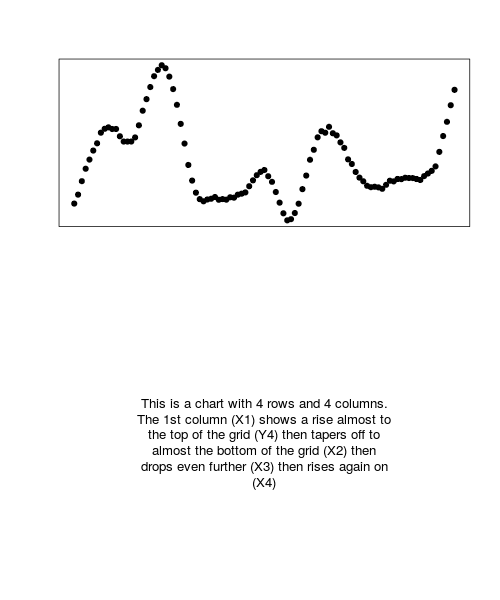 This is a chart with 4 rows and 4 columns.
The 1st column (X1) shows a rise almost to
the top of the grid (Y4) then tapers off to
almost the bottom of the grid (X2) then
drops even further (X3) then rises again on
(X4)